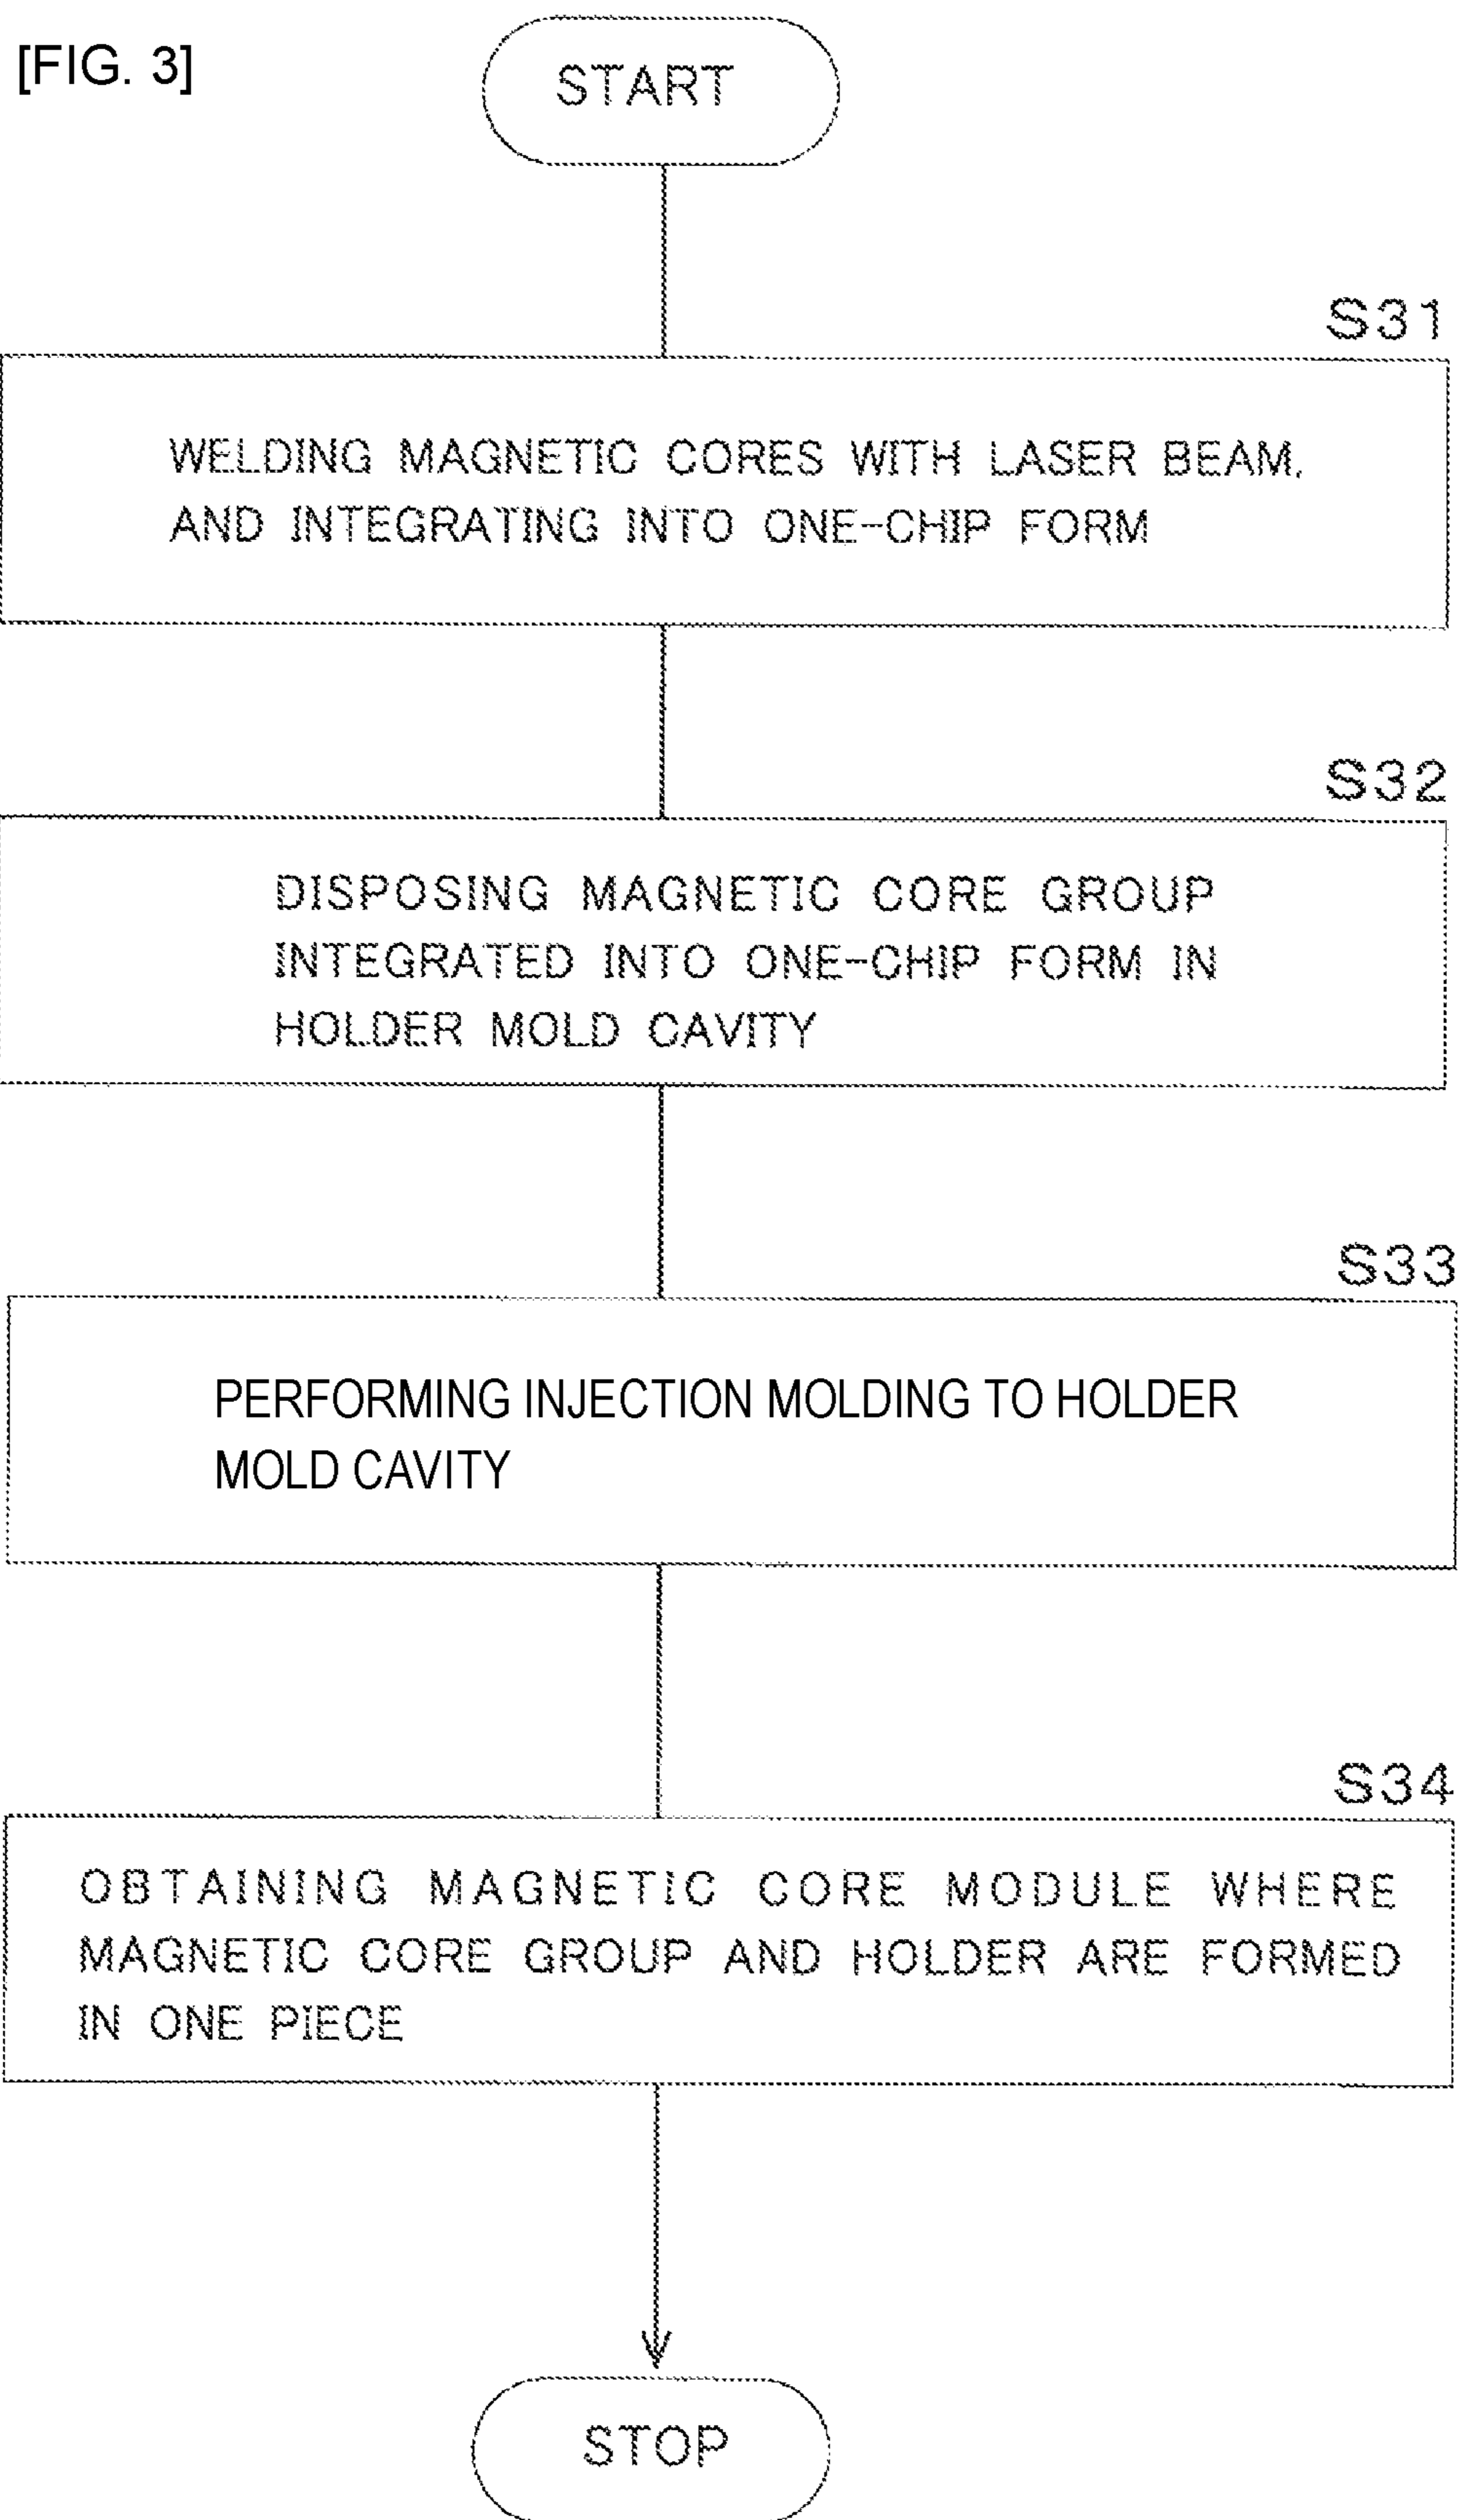 [FIG. 3]
START
S31
WELDING MAGNETIC CORES WITH LASER BEAM,
AND INTEGRATING INTO ONE-CHIP FORM
S32
DISPOSING MAGNETIC CORE GROUP
INTEGRATED INTO ONE-CHIP FORM IN
HOLDER MOLD CAVITY
S33
PERFORMING INJECTION MOLDING TO HOLDER
MOLD CAVITY
S34
OBTAINING MAGNETIC CORE MODULE WHERE
MAGNETIC CORE GROUP AND HOLDER ARE FORMED
IN ONE PIECE
STOP